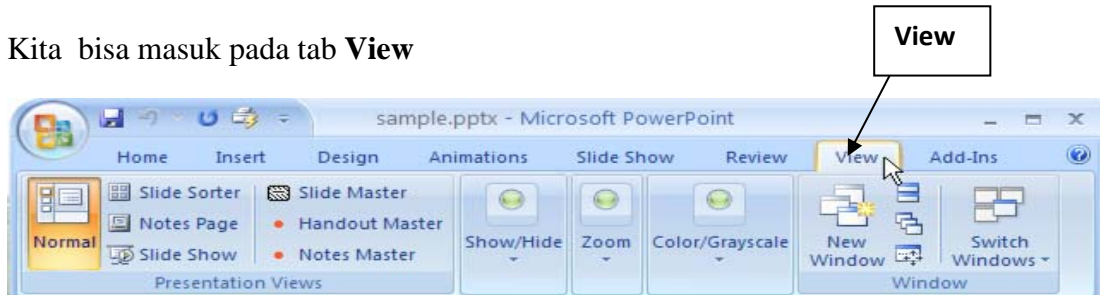 View
Kita bisa masuk pada tab View
sample.pptx - Microsoft PowerPoint
Home Insert Design Animations Slide Show Review View Add-Ins
Normal
Slide Sorter
Notes Page
Slide Show
Slide Master
Handout Master
Notes Master
Presentation Views
Show/Hide
Zoom
Color/Grayscale
New
Window
Switch
Windows
Window